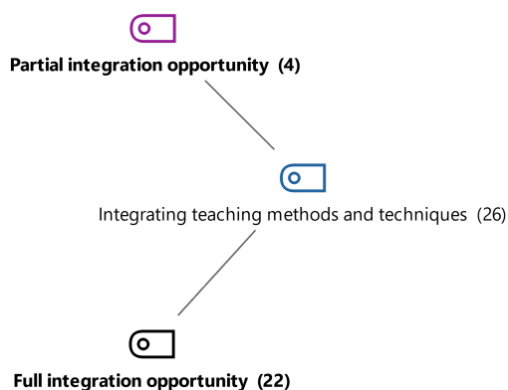 Partial integration opportunity (4)
Integrating teaching methods and techniques (26)
Full integration opportunity (22)